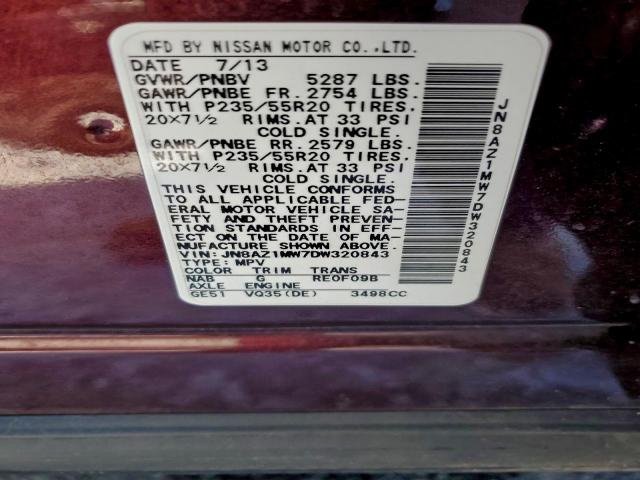 MFD BY NISSAN MOTOR CO.,LTD.
DATE 7/13
GVWR/PNBV 5287 LBS.
GAWR/PNBE FR. 2754 LBS.
WITH P235/55R20 TIRES.
20X7½ RIMS. AT 33 PSI
COLD SINGLE.
GAWR/PNBE RR. 2579 LBS.
WITH P235/55R20 TIRES.
20X7½ RIMS. AT 33 PSI
COLD SINGLE.
THIS VEHICLE CONFORMS
TO ALL APPLICABLE FED-
ERAL MOTOR VEHICLE SA-
FETY AND THEFT PREVEN-
TION STANDARDS IN EFF-
ECT ON THE DATE OF MA-
NUFACTURE SHOWN ABOVE.
VIN: JN8AZ1MW7DW320843
TYPE: MPV
COLOR TRIM TRANS
NAB G RE0F09B
AXLE ENGINE
GE51 VQ35(DE) 3498CC
JN8AZ1MW7DW320843